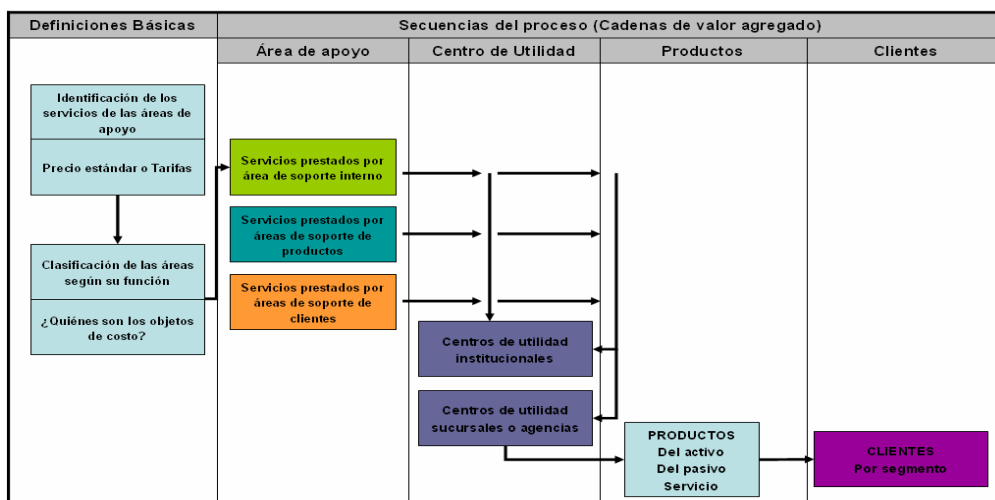 Definiciones Básicas
Secuencias del proceso (Cadenas de valor agregado)
Área de apoyo
Centro de Utilidad
Productos
Clientes
Identificación de los
servicios de las áreas de
apoyo
Precio estándar o Tarifas
Clasificación de las áreas
según su función
¿Quiénes son los objetos
de costo?
Servicios prestados por
área de soporte interno
Servicios prestados por
áreas de soporte de
productos
Servicios prestados por
áreas de soporte de
clientes
Centros de utilidad
institucionales
Centros de utilidad
sucursales o agencias
PRODUCTOS
Del activo
Del pasivo
Servicio
CLIENTES
Por segmento